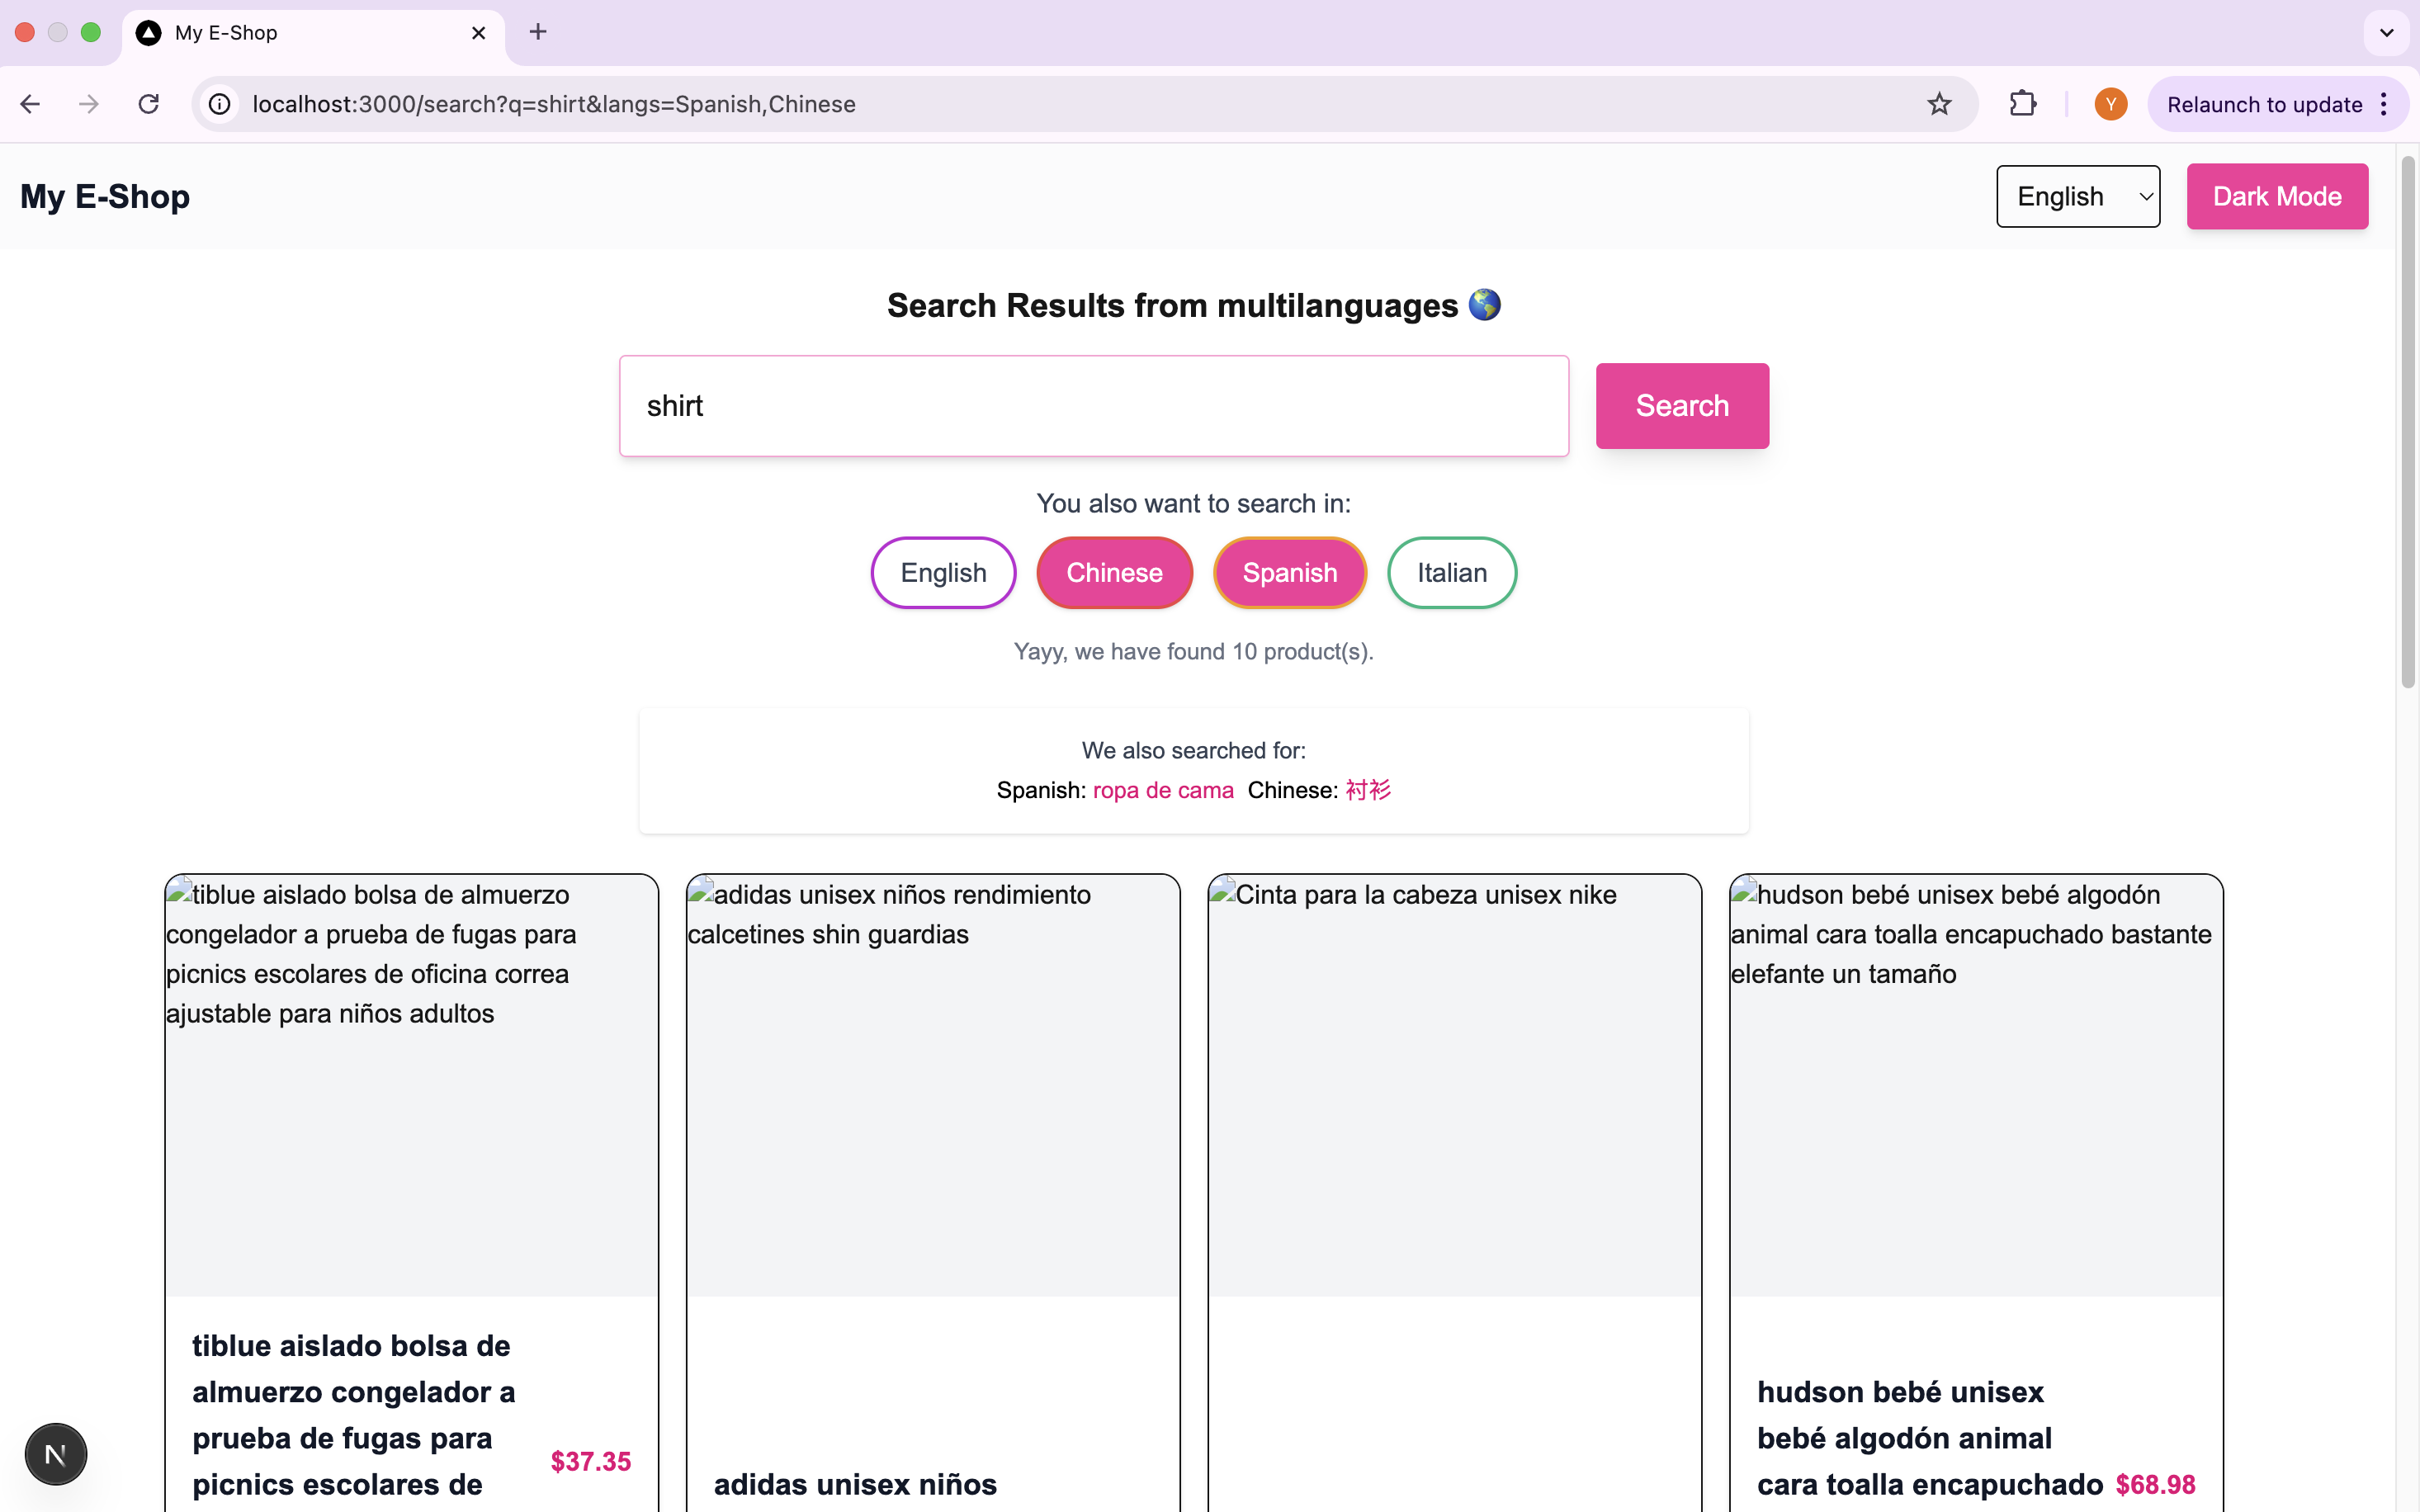 My E-Shop
localhost:3000/search?q=shirt&langs=Spanish,Chinese
Y
Relaunch to update
My E-Shop
English
Dark Mode
Search Results from multilanguages
shirt
Search
You also want to search in:
English
Chinese
Spanish
Italian
Yayy, we have found 10 product(s).
We also searched for:
Spanish: ropa de cama Chinese: 衬衫
tiblue aislado bolsa de almuerzo
congelador a prueba de fugas para
picnics escolares de oficina correa
ajustable para niños adultos
tiblue aislado bolsa de
almuerzo congelador a
prueba de fugas para
picnics escolares de
$37.35
adidas unisex niños rendimiento
calcetines shin guardias
adidas unisex niños
Cinta para la cabeza unisex nike
hudson bebé unisex bebé algodón
animal cara toalla encapuchado bastante
elefante un tamaño
hudson bebé unisex
bebé algodón animal
cara toalla encapuchado
$68.98
N